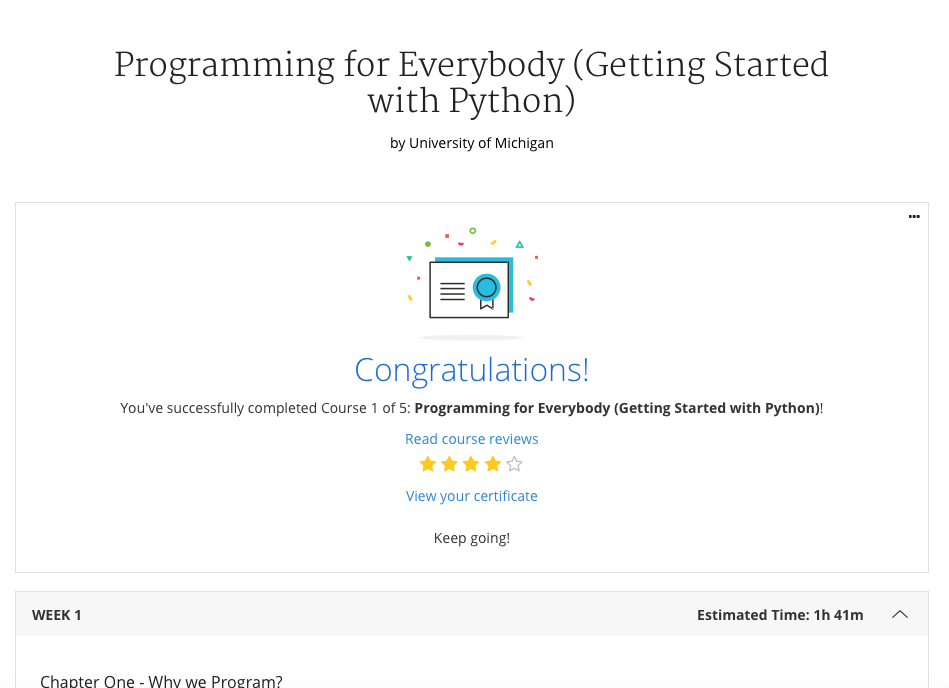 Programming for Everybody (Getting Started
with Python)
by University of Michigan
Congratulations!
You've successfully completed Course 1 of 5: Programming for Everybody (Getting Started with Python)!
Read course reviews
View your certificate
Keep going!
WEEK 1 Estimated Time: 1h 41m
Chapter One - Why we Program?